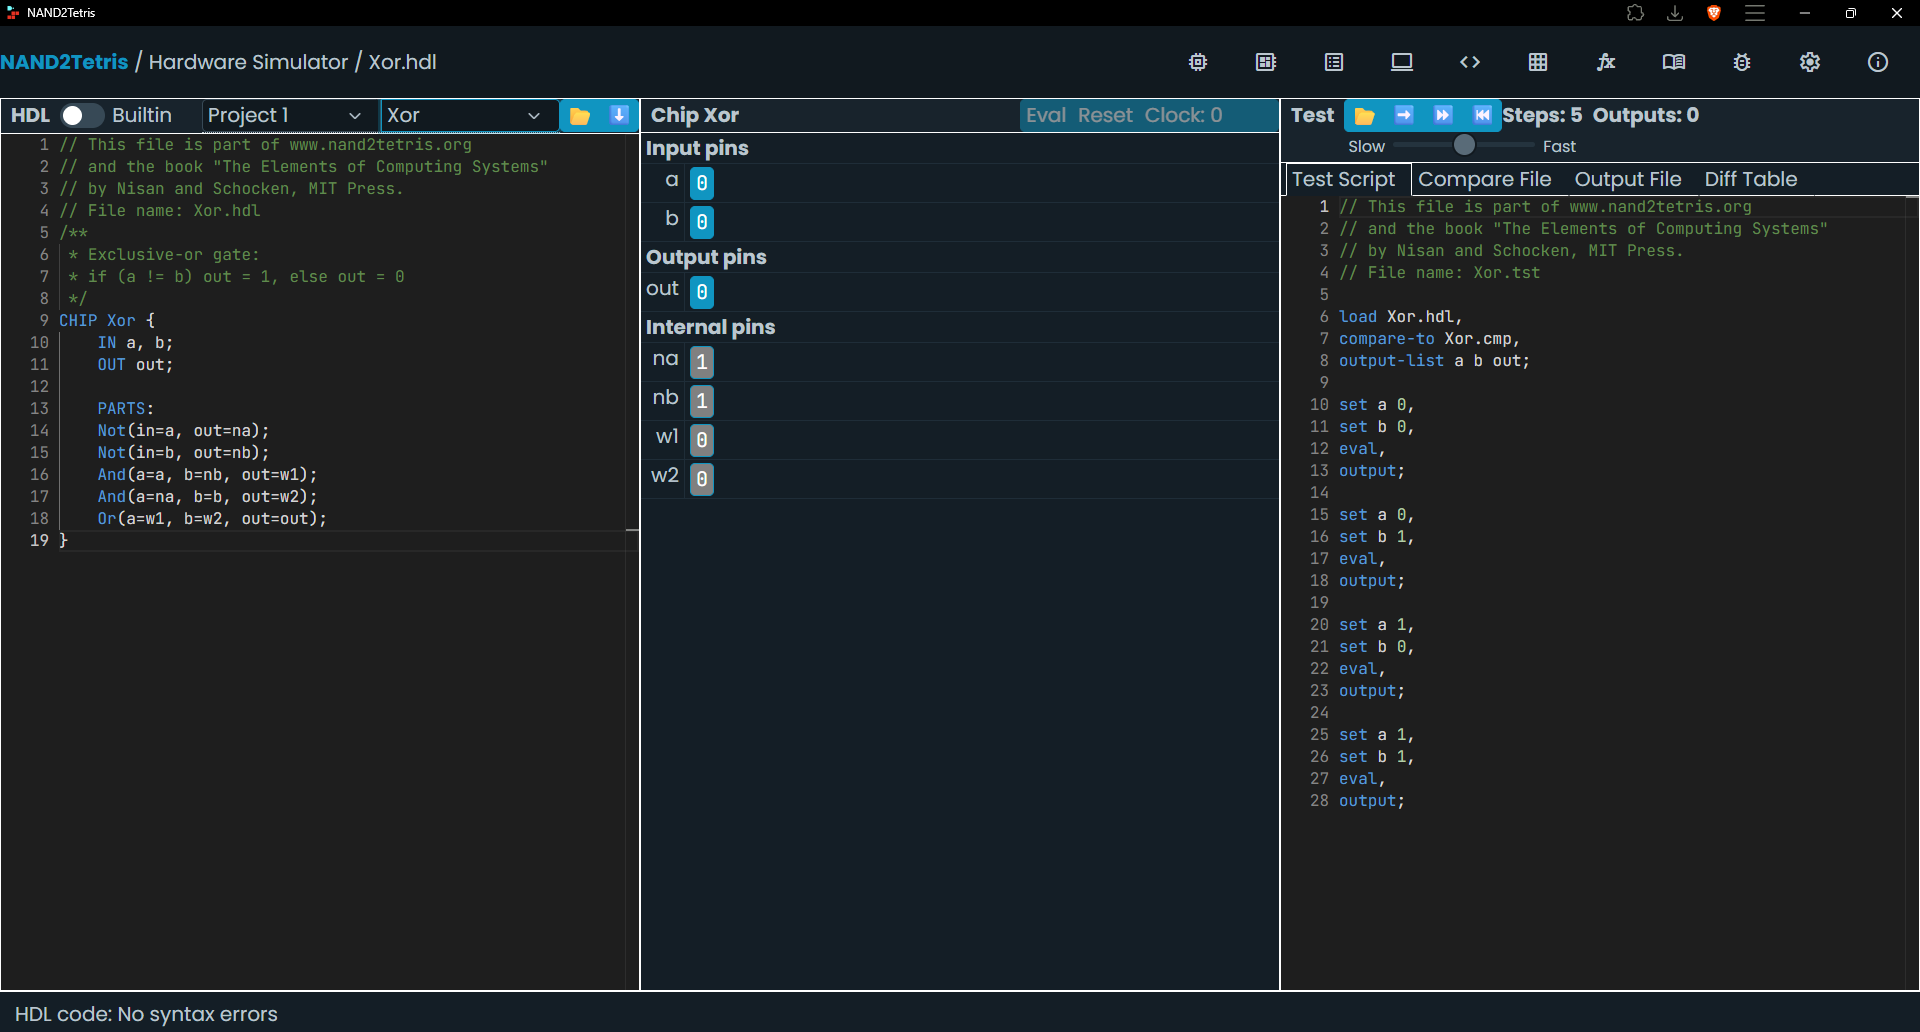 NAND2Tetris
NAND2Tetris / Hardware Simulator / Xor.hdl
HDL Builtin Project 1 Xor
1 // This file is part of www.nand2tetris.org
2 // and the book "The Elements of Computing Systems"
3 // by Nisan and Schocken, MIT Press.
4 // File name: Xor.hdl
5 /**
6 * Exclusive-or gate:
7 * if (a != b) out = 1, else out = 0
8 */
9 CHIP Xor {
10 IN a, b;
11 OUT out;
12
13 PARTS:
14 Not(in=a, out=na);
15 Not(in=b, out=nb);
16 And(a=a, b=nb, out=w1);
17 And(a=na, b=b, out=w2);
18 Or(a=w1, b=w2, out=out);
19 }
Chip Xor Eval Reset Clock: 0
Input pins
a 0
b 0
Output pins
out 0
Internal pins
na 1
nb 1
w1 0
w2 0
Test Steps: 5 Outputs: 0
Slow Fast
Test Script Compare File Output File Diff Table
1 // This file is part of www.nand2tetris.org
2 // and the book "The Elements of Computing Systems"
3 // by Nisan and Schocken, MIT Press.
4 // File name: Xor.tst
5
6 load Xor.hdl,
7 compare-to Xor.cmp,
8 output-list a b out;
9
10 set a 0,
11 set b 0,
12 eval,
13 output;
14
15 set a 0,
16 set b 1,
17 eval,
18 output;
19
20 set a 1,
21 set b 0,
22 eval,
23 output;
24
25 set a 1,
26 set b 1,
27 eval,
28 output;
HDL code: No syntax errors